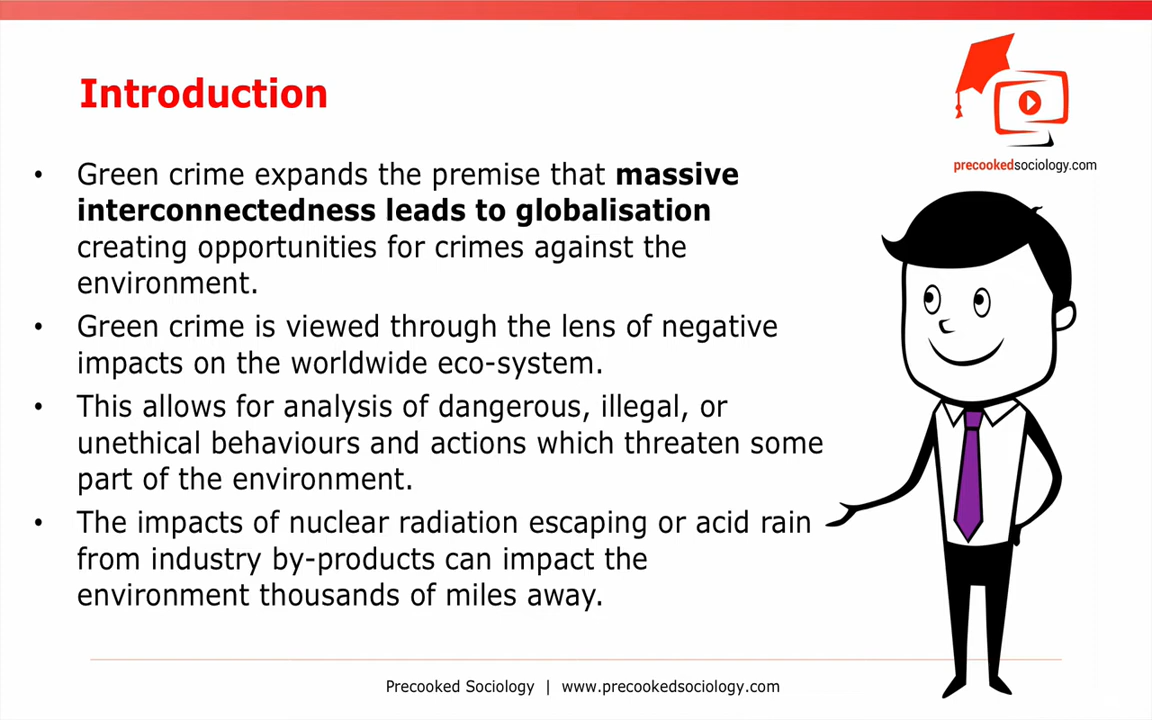 Introduction
precookedsociology.com
• Green crime expands the premise that massive
interconnectedness leads to globalisation
creating opportunities for crimes against the
environment.
• Green crime is viewed through the lens of negative
impacts on the worldwide eco-system.
• This allows for analysis of dangerous, illegal, or
unethical behaviours and actions which threaten some
part of the environment.
• The impacts of nuclear radiation escaping or acid rain
from industry by-products can impact the
environment thousands of miles away.
Precooked Sociology | www.precookedsociology.com